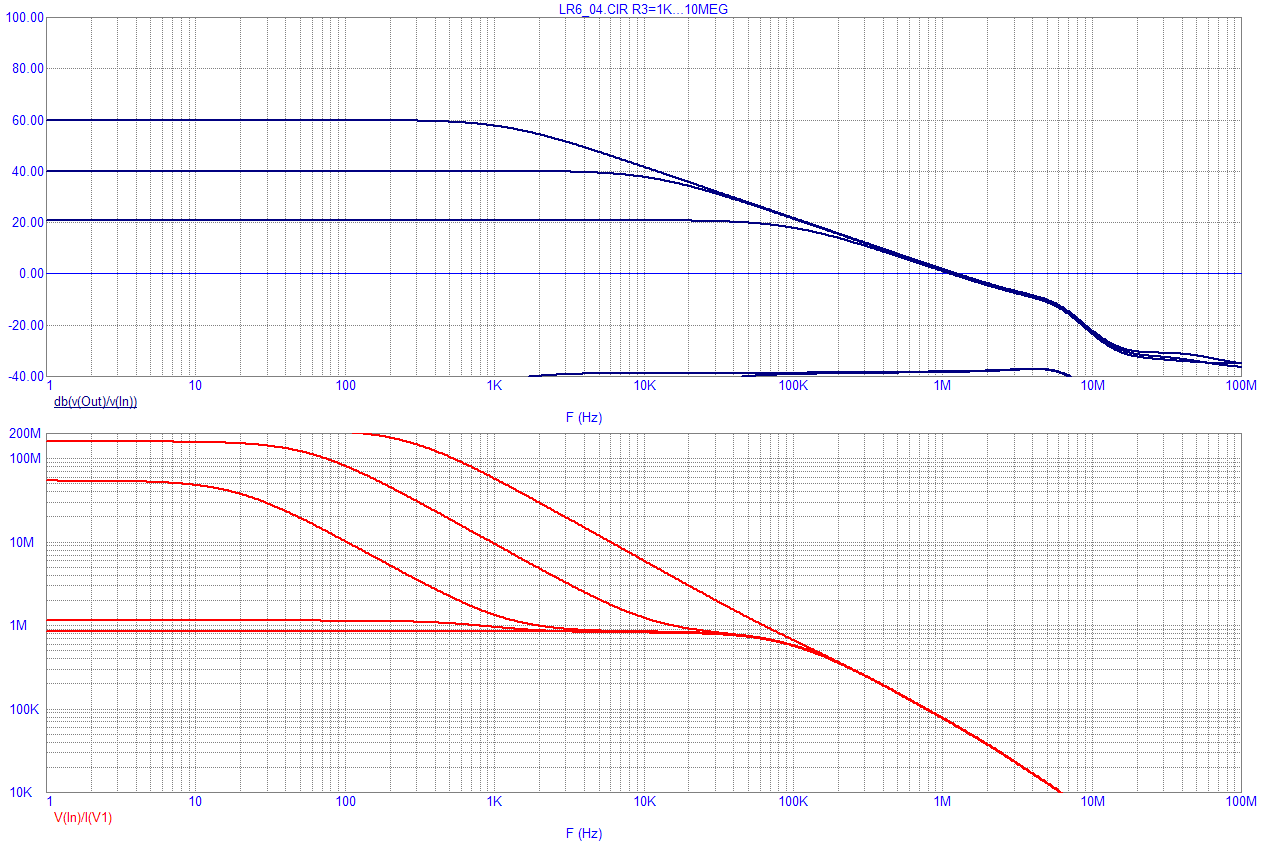 LR6_04.CIR R3=1K...10MEG
100.00
80.00
60.00
40.00
20.00
0.00
-20.00
-40.00
1 10 100 1K 10K 100K 1M 10M 100M
db(v(Out)/v(In))
F (Hz)
200M
100M
10M
1M
100K
10K
1 10 100 1K 10K 100K 1M 10M 100M
V(In)/I(V1)
F (Hz)